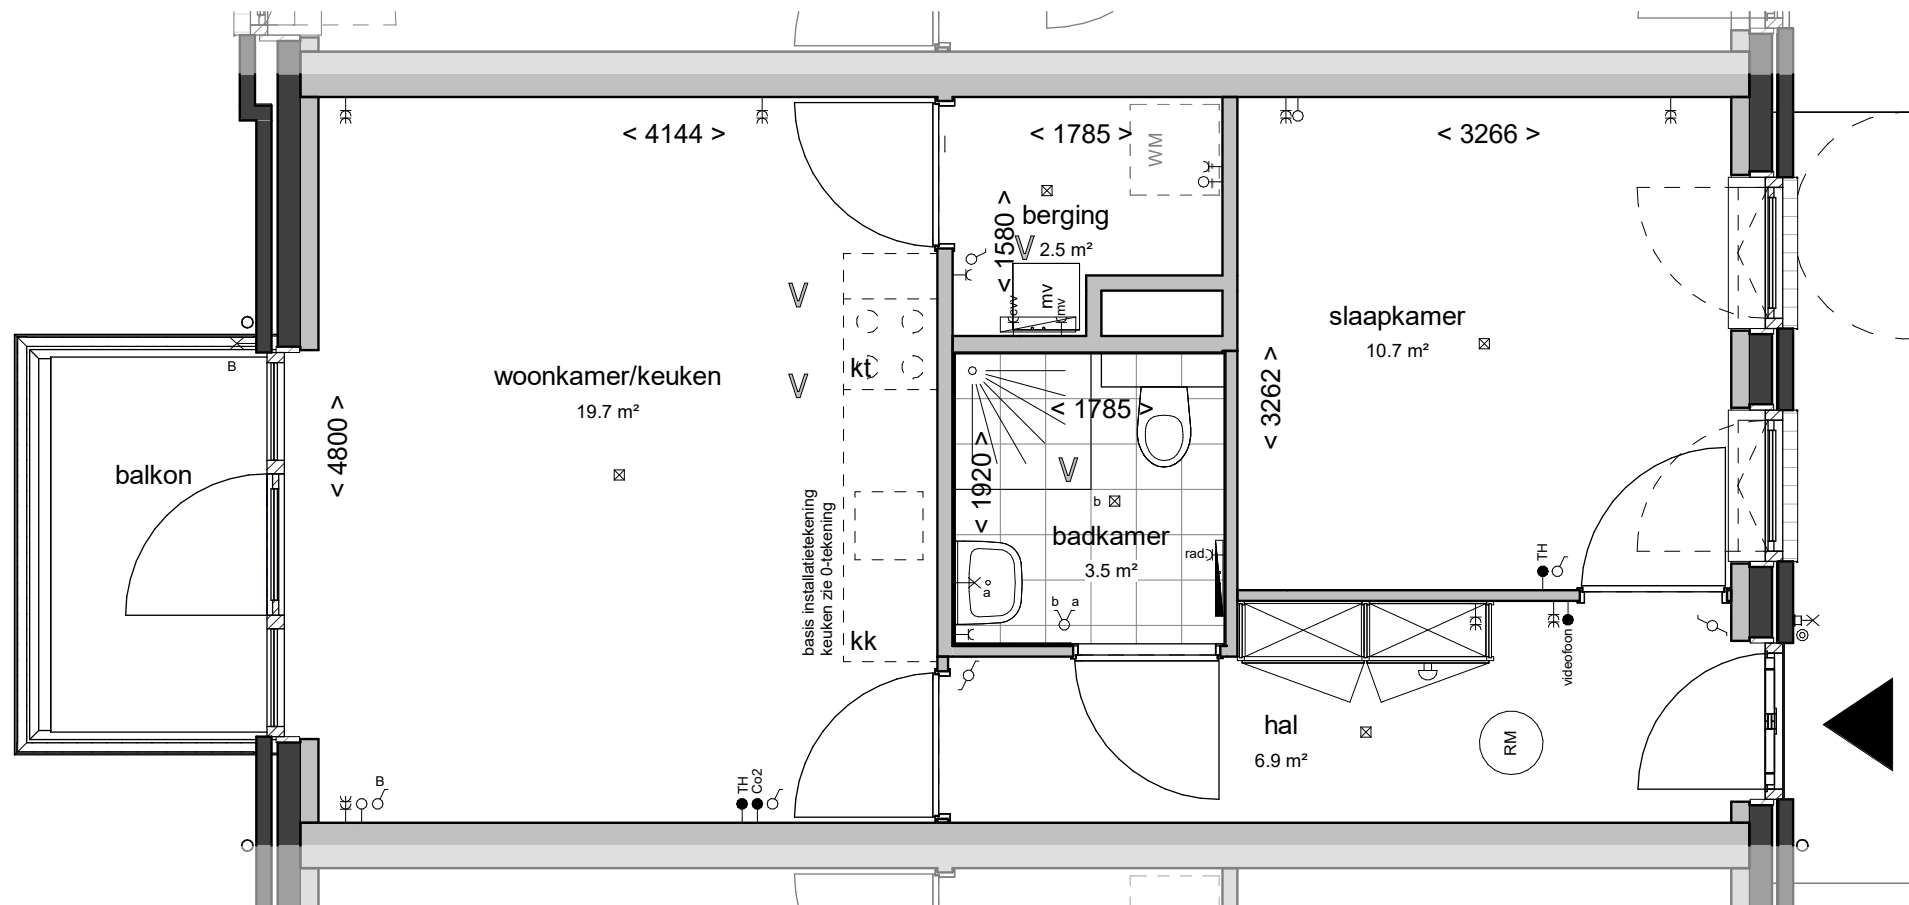 < 4144 >
< 1785 >
WM
< 3266 >
berging
2.5 m²
< 1580 >
mv
cvv
mv
slaapkamer
10.7 m²
woonkamer/keuken
19.7 m²
kt
B
< 4800 >
balkon
< 1785 >
< 1920 >
< 3262 >
b
badkamer
3.5 m²
rad.
a
b a
basis installatietekening
keuken zie 0-tekening
kk
TH
videofoon
hal
6.9 m²
RM
B
TH
Co2